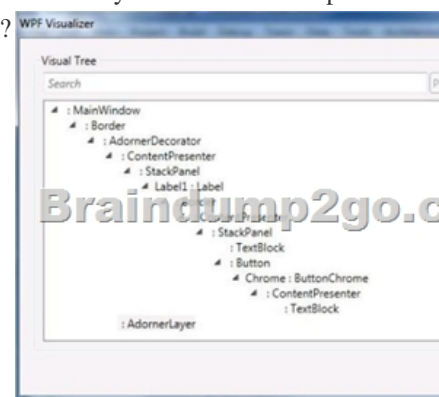 ?
WPF Visualizer
Visual Tree
Search
: MainWindow
: Border
: AdornerDecorator
: ContentPresenter
: StackPanel
Label1 : Label
Braindump2go.c
: StackPanel
: TextBlock
: Button
Chrome : ButtonChrome
: ContentPresenter
: TextBlock
: AdornerLayer